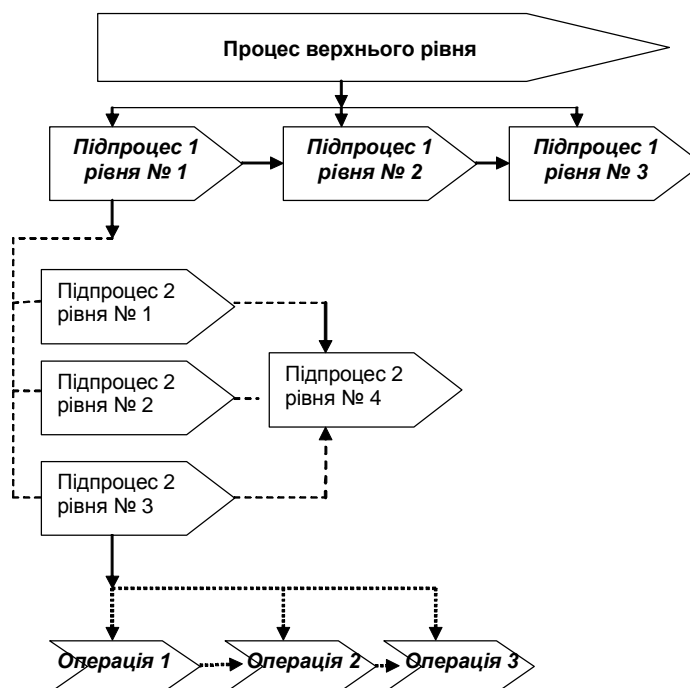 Процес верхнього рівня
Підпроцес 1
рівня № 1
Підпроцес 1
рівня № 2
Підпроцес 1
рівня № 3
Підпроцес 2
рівня № 1
Підпроцес 2
рівня № 2
Підпроцес 2
рівня № 4
Підпроцес 2
рівня № 3
Операція 1
Операція 2
Операція 3